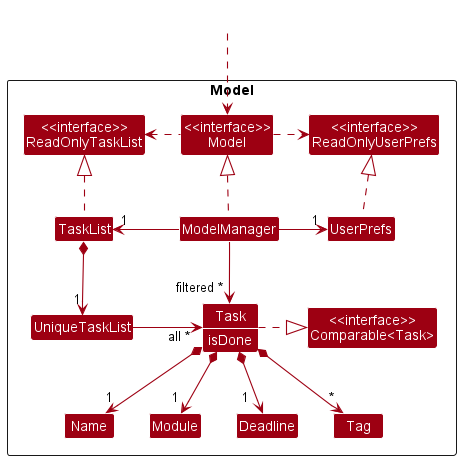 Model
<<interface>>
ReadOnlyTaskList
<<interface>>
Model
<<interface>>
ReadOnlyUserPrefs
TaskList
1
ModelManager
1
UserPrefs
filtered *
1
UniqueTaskList
all *
Task
isDone
<<interface>>
Comparable<Task>
1
1
1
*
Name
Module
Deadline
Tag